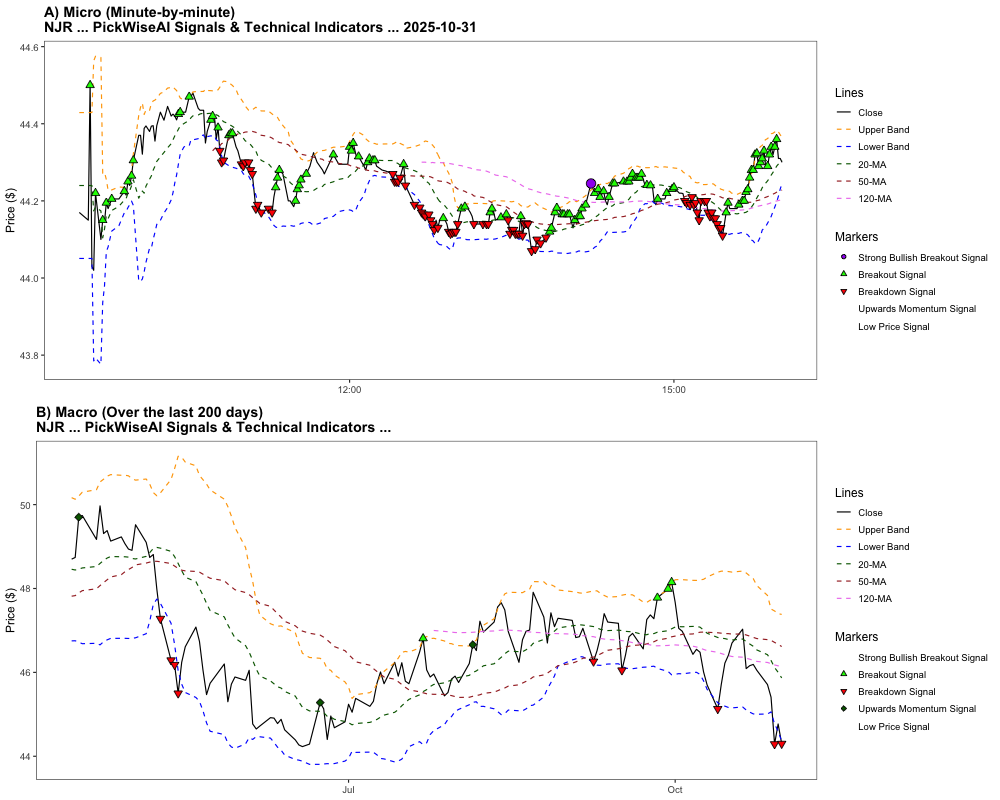 A) Micro (Minute-by-minute)
NJR ... PickWiseAI Signals & Technical Indicators ... 2025-10-31
44.6
44.4
44.2
44.0
43.8
Price ($)
12:00
15:00
Lines
Close
Upper Band
Lower Band
20-MA
50-MA
120-MA
Markers
Strong Bullish Breakout Signal
Breakout Signal
Breakdown Signal
Upwards Momentum Signal
Low Price Signal
B) Macro (Over the last 200 days)
NJR ... PickWiseAI Signals & Technical Indicators ...
50
48
46
44
Price ($)
Jul
Oct
Lines
Close
Upper Band
Lower Band
20-MA
50-MA
120-MA
Markers
Strong Bullish Breakout Signal
Breakout Signal
Breakdown Signal
Upwards Momentum Signal
Low Price Signal